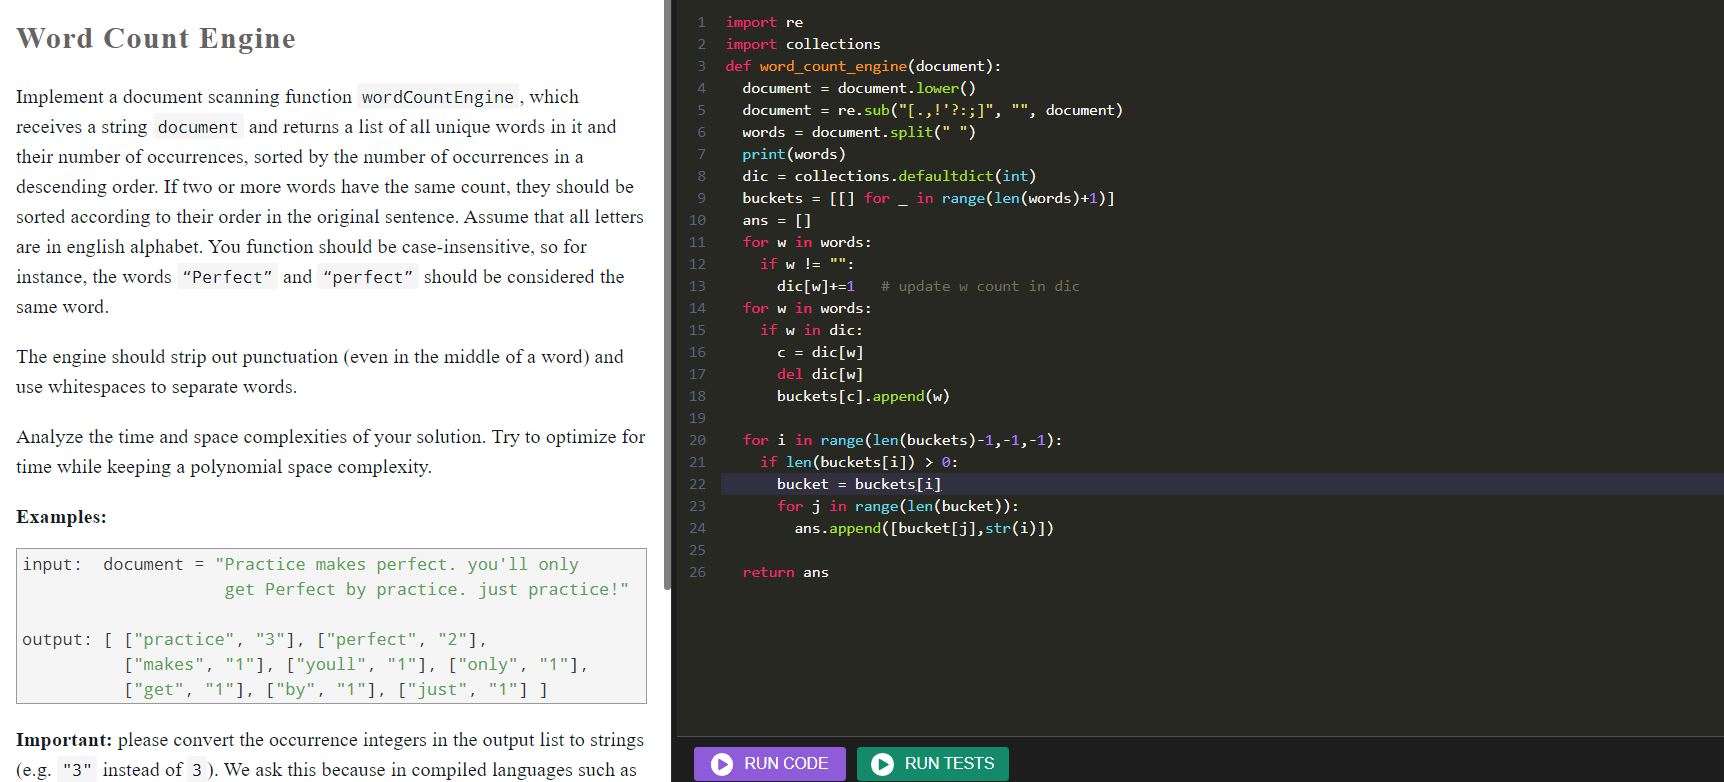 Word Count Engine
Implement a document scanning function wordCountEngine, which
receives a string document and returns a list of all unique words in it and
their number of occurrences, sorted by the number of occurrences in a
descending order. If two or more words have the same count, they should be
sorted according to their order in the original sentence. Assume that all letters
are in english alphabet. You function should be case-insensitive, so for
instance, the words “Perfect” and “perfect” should be considered the
same word.
The engine should strip out punctuation (even in the middle of a word) and
use whitespaces to separate words.
Analyze the time and space complexities of your solution. Try to optimize for
time while keeping a polynomial space complexity.
Examples:
input:  document = "Practice makes perfect. you'll only
                    get Perfect by practice. just practice!"
output: [ ["practice", "3"], ["perfect", "2"],
          ["makes", "1"], ["youll", "1"], ["only", "1"],
          ["get", "1"], ["by", "1"], ["just", "1"] ]
Important: please convert the occurrence integers in the output list to strings
(e.g. "3" instead of 3). We ask this because in compiled languages such as
1 import re
2 import collections
3 def word_count_engine(document):
4   document = document.lower()
5   document = re.sub("[.,!'?:;]", "", document)
6   words = document.split(" ")
7   print(words)
8   dic = collections.defaultdict(int)
9   buckets = [[] for _ in range(len(words)+1)]
10   ans = []
11   for w in words:
12     if w != "":
13       dic[w]+=1   # update w count in dic
14   for w in words:
15     if w in dic:
16       c = dic[w]
17       del dic[w]
18       buckets[c].append(w)
19
20   for i in range(len(buckets)-1,-1,-1):
21     if len(buckets[i]) > 0:
22       bucket = buckets[i]
23       for j in range(len(bucket)):
24         ans.append([bucket[j],str(i)])
25
26   return ans
RUN CODE RUN TESTS